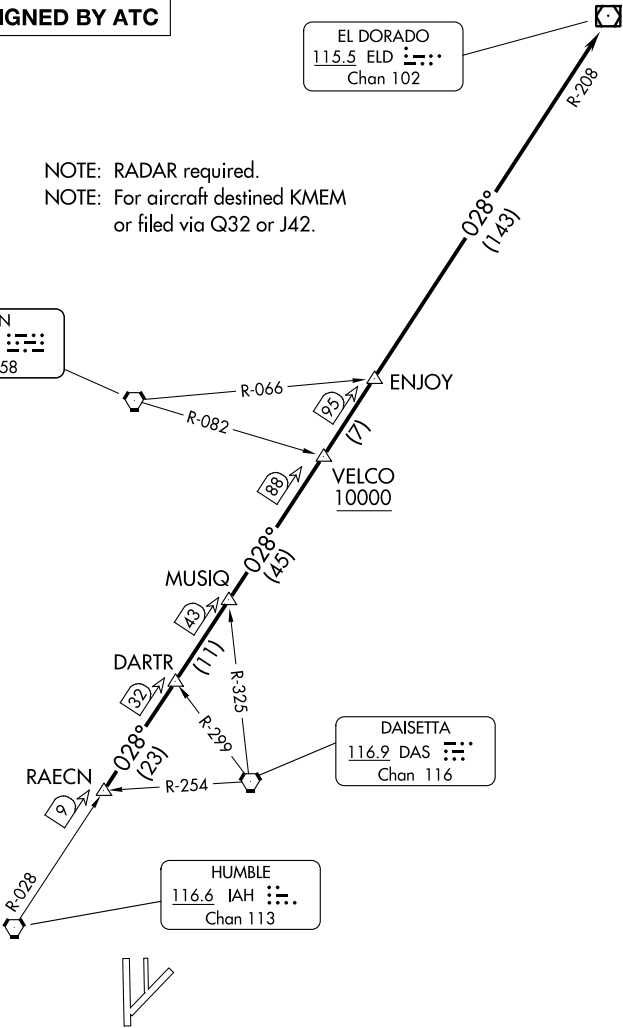 IGNED BY ATC
EL DORADO
115.5 ELD
Chan 102
R-208
NOTE: RADAR required.
NOTE: For aircraft destined KMEM
or filed via Q32 or J42.
028°
(143)
N
58
R-066
ENJOY
95
R-082
(7)
VELCO
10000
88
028°
(45)
MUSIQ
43
(11)
DARTR
R-325
32
R-299
DAISETTA
116.9 DAS
Chan 116
028°
(23)
RAECN
R-254
9
R-028
HUMBLE
116.6 IAH
Chan 113